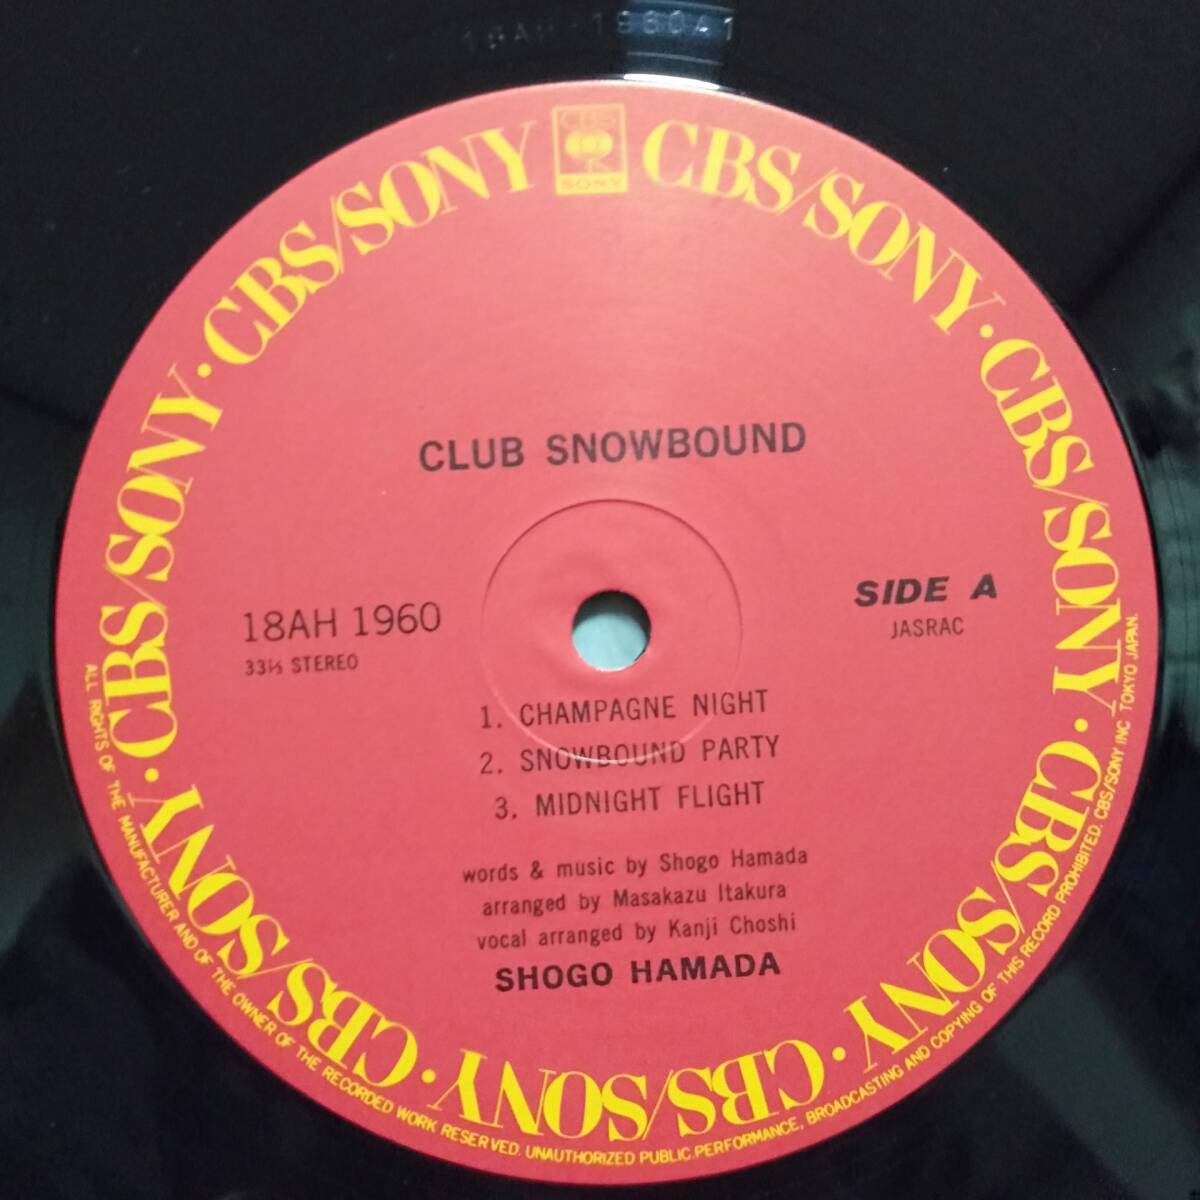 18AH-1960A1
CBS
SONY
CBS/SONY · CBS/SONY · CBS/SONY · CBS/SONY · CBS/SONY · CBS/SONY · CBS/SONY · CBS/SONY
CLUB SNOWBOUND
18AH 1960
33⅓ STEREO
SIDE A
JASRAC
1. CHAMPAGNE NIGHT
2. SNOWBOUND PARTY
3. MIDNIGHT FLIGHT
words & music by Shogo Hamada
arranged by Masakazu Itakura
vocal arranged by Kanji Choshi
SHOGO HAMADA
ALL RIGHTS OF THE MANUFACTURER AND OF THE OWNER OF THE RECORDED WORK RESERVED. UNAUTHORIZED PUBLIC PERFORMANCE, BROADCASTING AND COPYING OF THIS RECORD PROHIBITED. CBS/SONY INC. TOKYO JAPAN.